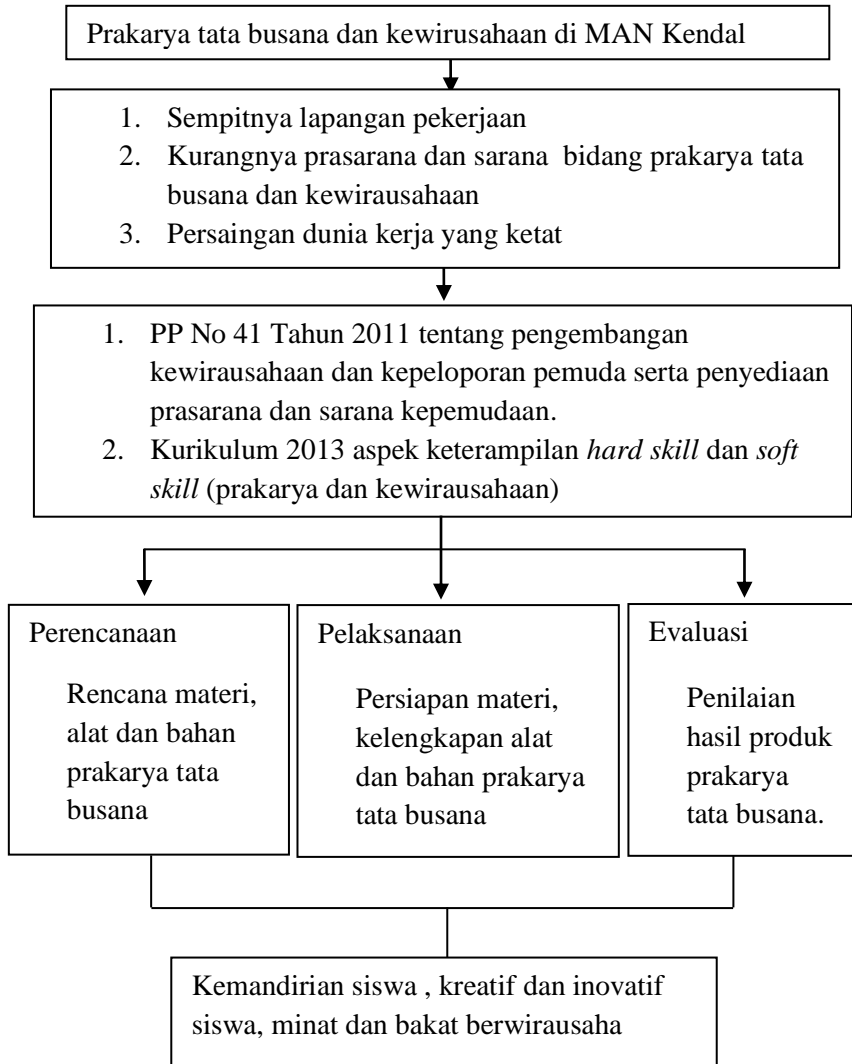 Prakarya tata busana dan kewirusahaan di MAN Kendal
1. Sempitnya lapangan pekerjaan
2. Kurangnya prasarana dan sarana bidang prakarya tata
busana dan kewirausahaan
3. Persaingan dunia kerja yang ketat
1. PP No 41 Tahun 2011 tentang pengembangan
kewirausahaan dan kepeloporan pemuda serta penyediaan
prasarana dan sarana kepemudaan.
2. Kurikulum 2013 aspek keterampilan hard skill dan soft
skill (prakarya dan kewirausahaan)
Perencanaan
Rencana materi,
alat dan bahan
prakarya tata
busana
Pelaksanaan
Persiapan materi,
kelengkapan alat
dan bahan prakarya
tata busana
Evaluasi
Penilaian
hasil produk
prakarya
tata busana.
Kemandirian siswa , kreatif dan inovatif
siswa, minat dan bakat berwirausaha